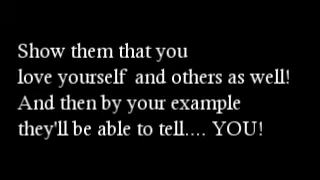 Show them that you
love yourself and others as well!
And then by your example
they'll be able to tell.... YOU!